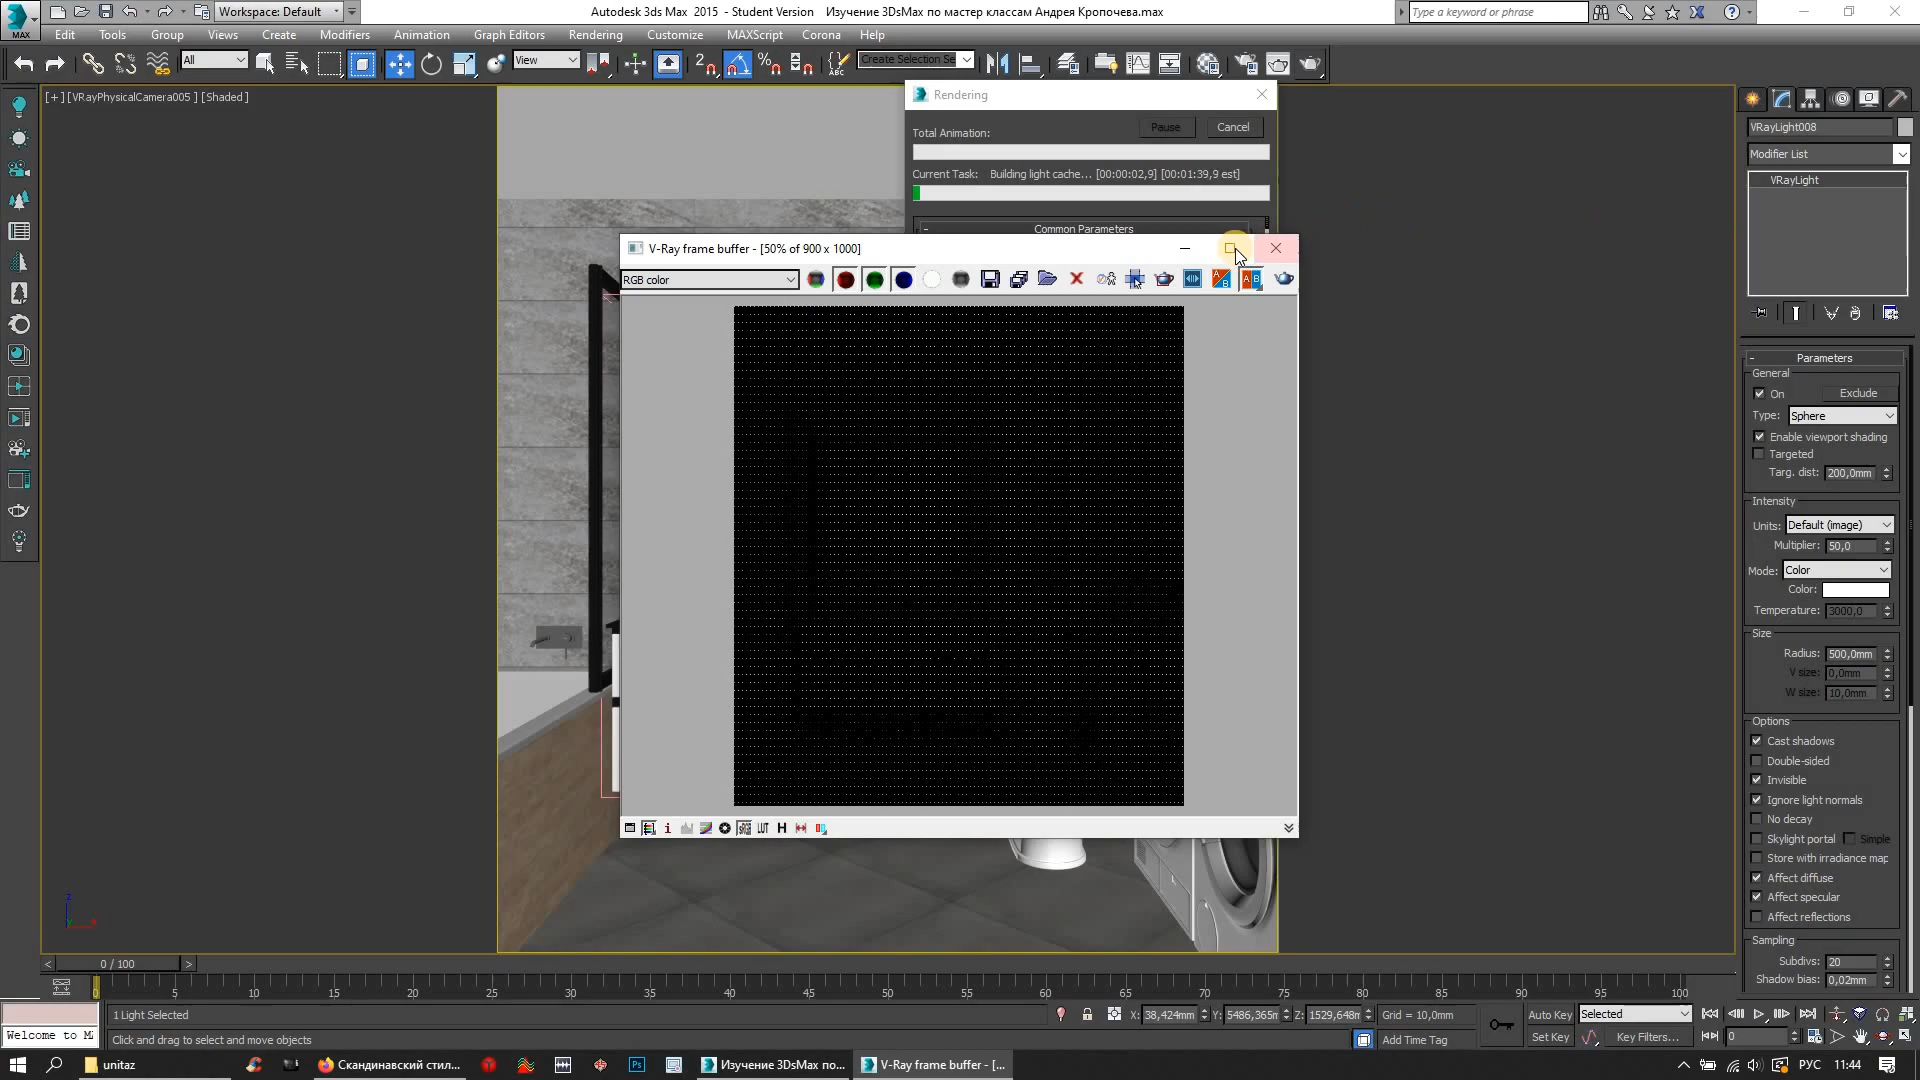 Workspace: Default
Autodesk 3ds Max 2015 - Student Version Изучение 3DsMax по мастер классам Андрея Кропочева.max
Type a keyword or phrase
MAX
Edit Tools Group Views Create Modifiers Animation Graph Editors Rendering Customize MAXScript Corona Help
All
View
Create Selection Se
[+] [VRayPhysicalCamera005 ] [Shaded ]
Rendering
Total Animation:
Pause
Cancel
Current Task: Building light cache... [00:00:02,9] [00:01:39,9 est]
Common Parameters
V-Ray frame buffer - [50% of 900 x 1000]
RGB color
LUT
H
VRayLight008
Modifier List
VRayLight
Parameters
General
On
Exclude
Type: Sphere
Enable viewport shading
Targeted
Targ. dist: 200,0mm
Intensity
Units: Default (image)
Multiplier: 50,0
Mode: Color
Color:
Temperature: 3000,0
Size
Radius: 500,0mm
V size: 0,0mm
W size: 10,0mm
Options
Cast shadows
Double-sided
Invisible
Ignore light normals
No decay
Skylight portal Simple
Store with irradiance map
Affect diffuse
Affect specular
Affect reflections
Sampling
Subdivs: 20
Shadow bias: 0,02mm
< 0 / 100 >
0 5 10 15 20 25 30 35 40 45 50 55 60 65 70 75 80 85 90 95 100
1 Light Selected
X: 38,424mm Y: 5486,365m Z: 1529,648m Grid = 10,0mm
Auto Key Selected
Welcome to M
Click and drag to select and move objects
Add Time Tag
Set Key Key Filters... 0
unitaz
Скандинавский стил...
Ps
Изучение 3DsMax по...
V-Ray frame buffer - [...
РУС 11:44